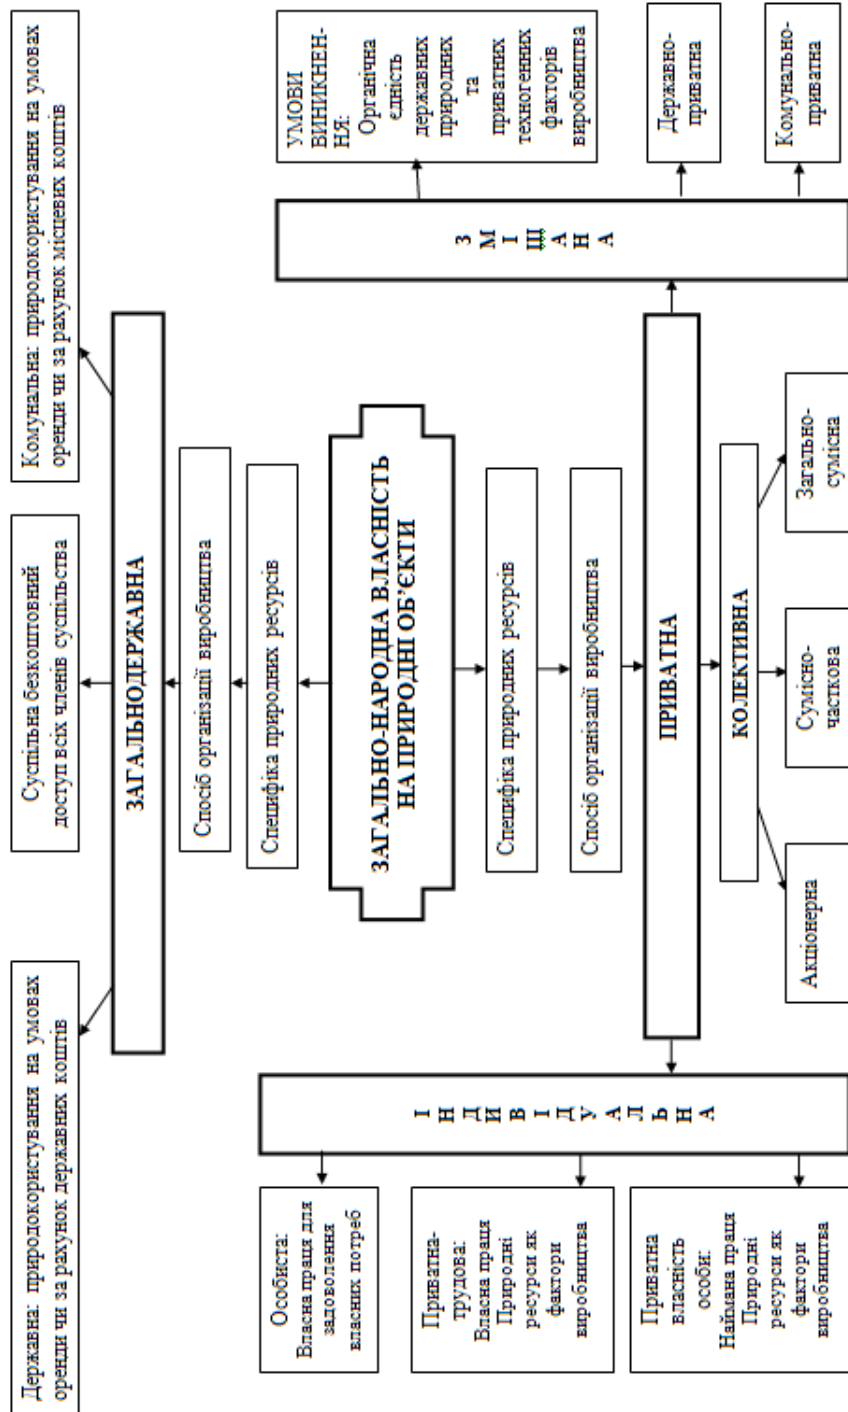 Державна: природокористування на умовах
оренди чи за рахунок державних коштів
Суспільна безкоштовний
доступ всіх членів суспільства
Комунальна: природокористування на умовах
оренди чи за рахунок місцевих коштів
ЗАГАЛЬНОДЕРЖАВНА
Спосіб організації виробництва
Специфіка природних ресурсів
ЗАГАЛЬНО-НАРОДНА ВЛАСНІСТЬ
НА ПРИРОДНІ ОБ’ЄКТИ
Специфіка природних ресурсів
Спосіб організації виробництва
ПРИВАТНА
ІНДИВІДУАЛЬНА
Особиста:
Власна праця для
задоволення
власних потреб
Приватна-
трудова:
Власна праця
Природні
ресурси як
фактори
виробництва
Приватна
власність
особи:
Наймана праця
Природні
ресурси як
фактори
виробництва
КОЛЕКТИВНА
Акціонерна
Сумісно-
часткова
Загально-
сумісна
ЗМІШАНА
УМОВИ
ВИНИКНЕН-
НЯ:
Органічна
єдність
державних
природних
та
приватних
техногенних
факторів
виробництва
Державно-
приватна
Комунально-
приватна